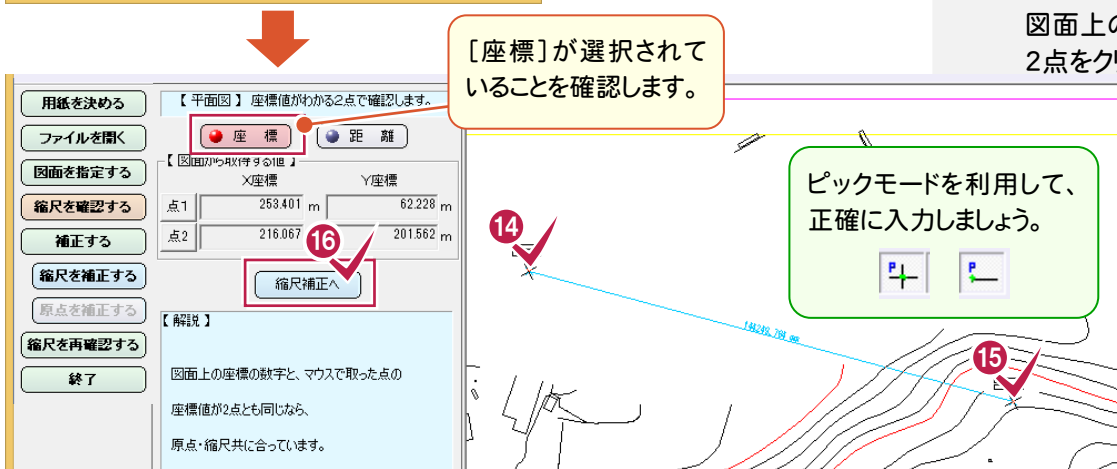 [座標]が選択されて
いることを確認します。
図面上の
2点をク
用紙を決める
ファイルを開く
図面を指定する
縮尺を確認する
補正する
縮尺を補正する
原点を補正する
縮尺を再確認する
終了
【 平面図 】 座標値がわかる2点で確認します。
座 標
距 離
【 図面から取得する値 】
X座標 Y座標
点1 253.401 m 62.228 m
点2 216.067 201.562 m
16
縮尺補正へ
【 解説 】
図面上の座標の数字と、マウスで取った点の
座標値が2点とも同じなら、
原点・縮尺共に合っています。
14
ピックモードを利用して、
正確に入力しましょう。
P
P
15